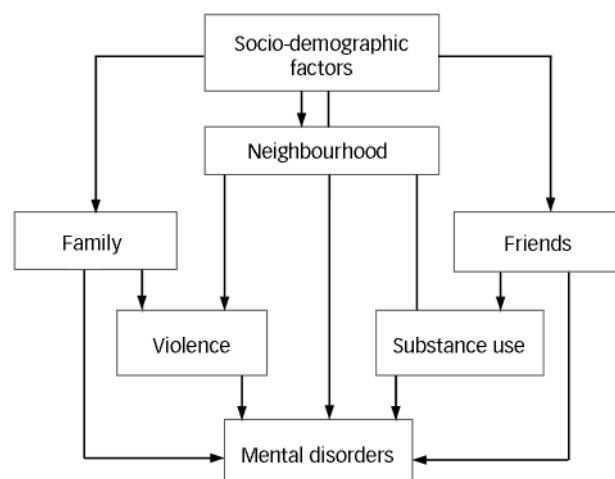 Socio-demographic
factors
Neighbourhood
Family
Friends
Violence
Substance use
Mental disorders